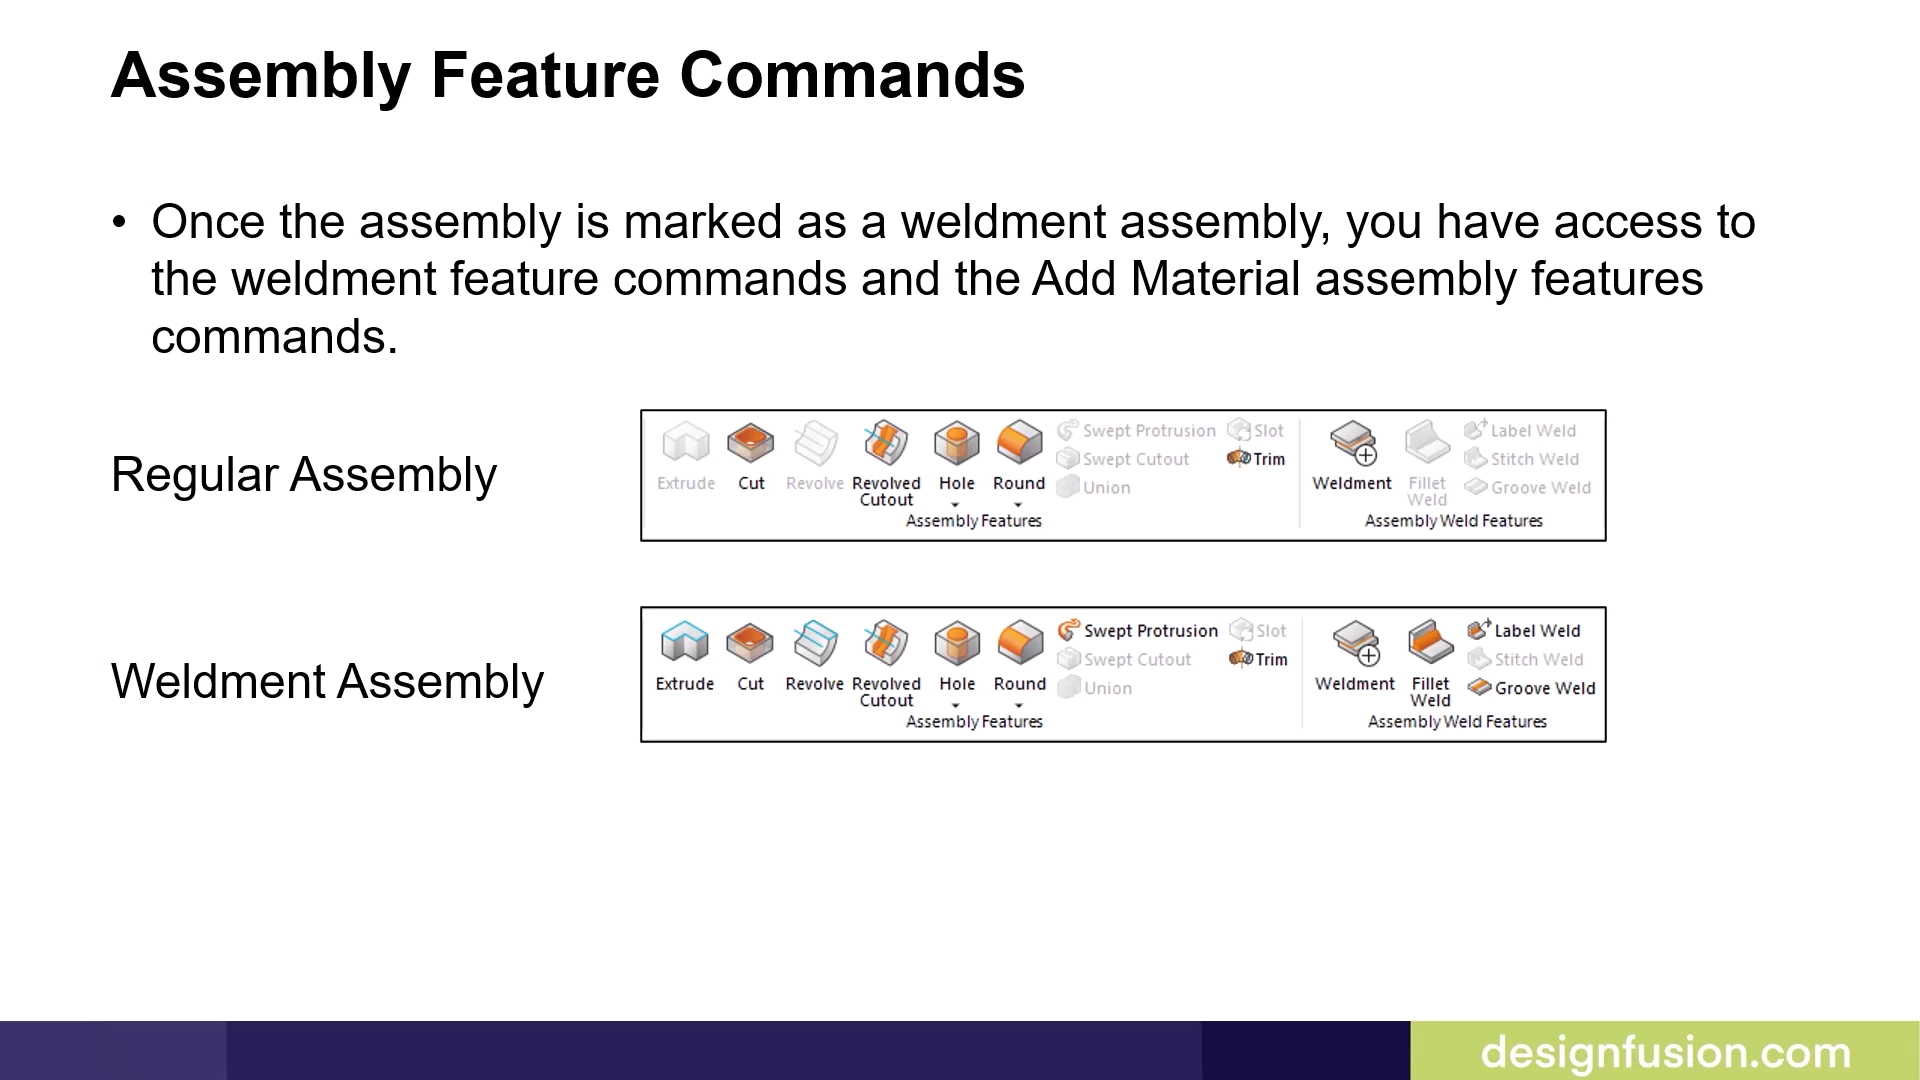 Assembly Feature Commands
• Once the assembly is marked as a weldment assembly, you have access to
the weldment feature commands and the Add Material assembly features
commands.
Regular Assembly
Extrude Cut Revolve Revolved Cutout Hole Round
Swept Protrusion Slot
Swept Cutout Trim
Union
Assembly Features
Weldment Fillet Weld
Label Weld
Stitch Weld
Groove Weld
Assembly Weld Features
Weldment Assembly
Extrude Cut Revolve Revolved Cutout Hole Round
Swept Protrusion Slot
Swept Cutout Trim
Union
Assembly Features
Weldment Fillet Weld
Label Weld
Stitch Weld
Groove Weld
Assembly Weld Features
designfusion.com